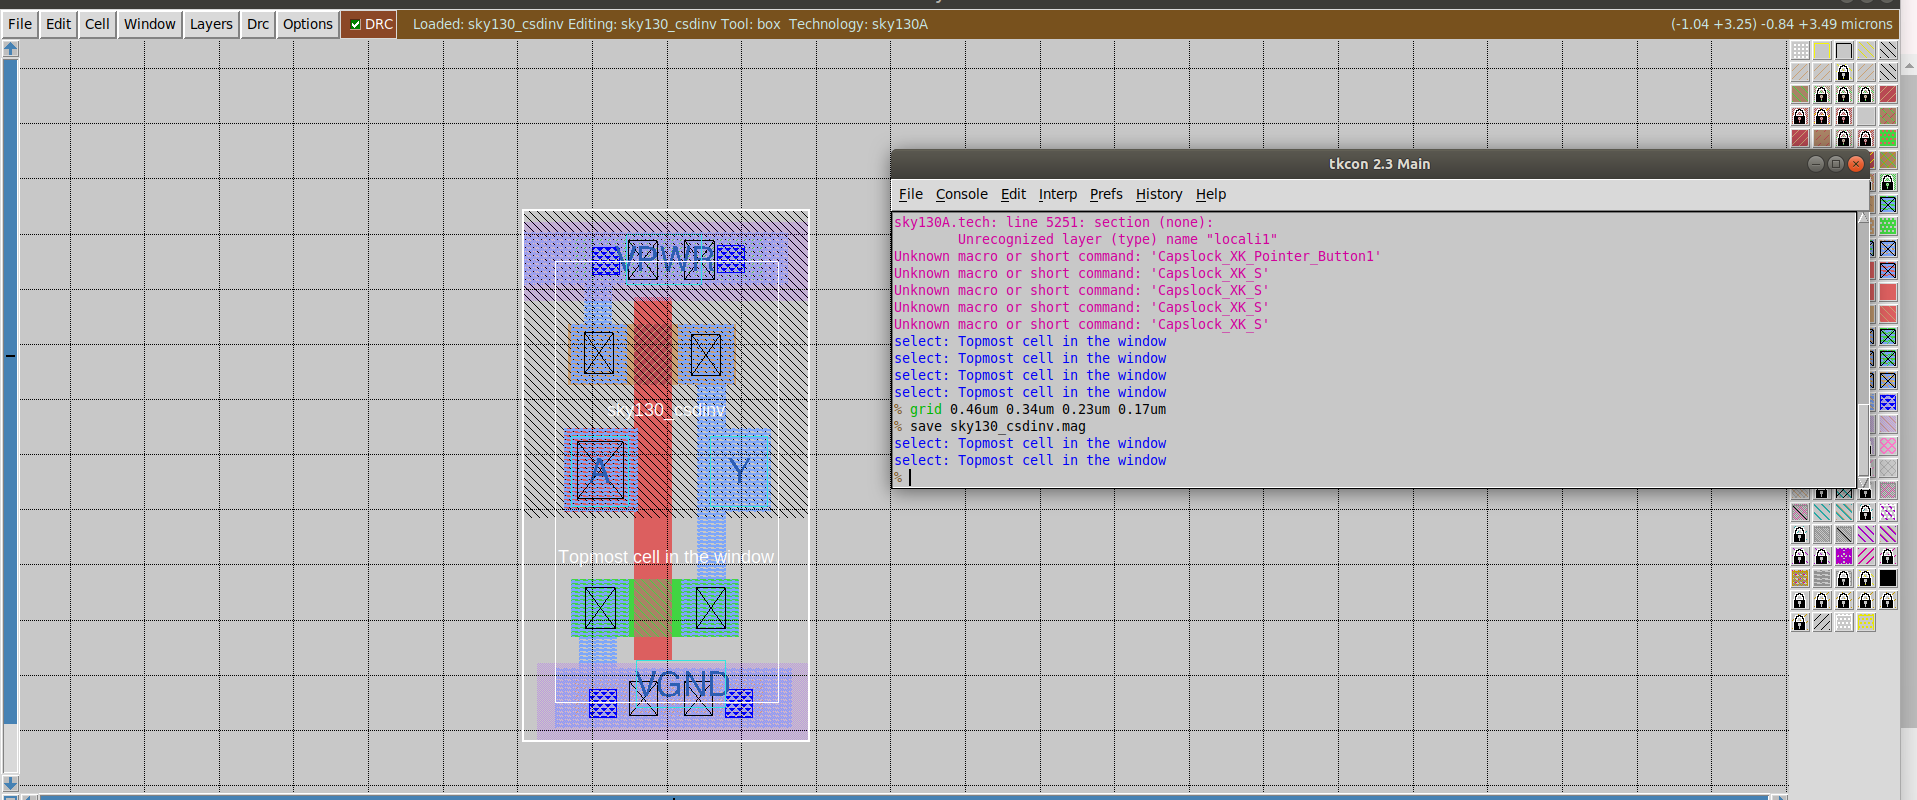 File Edit Cell Window Layers Drc Options DRC Loaded: sky130_csdinv Editing: sky130_csdinv Tool: box Technology: sky130A (-1.04 +3.25) -0.84 +3.49 microns
tkcon 2.3 Main
File Console Edit Interp Prefs History Help
sky130A.tech: line 5251: section (none):
Unrecognized layer (type) name "locali1"
Unknown macro or short command: 'Capslock_XK_Pointer_Button1'
Unknown macro or short command: 'Capslock_XK_S'
Unknown macro or short command: 'Capslock_XK_S'
Unknown macro or short command: 'Capslock_XK_S'
Unknown macro or short command: 'Capslock_XK_S'
select: Topmost cell in the window
select: Topmost cell in the window
select: Topmost cell in the window
select: Topmost cell in the window
% grid 0.46um 0.34um 0.23um 0.17um
% save sky130_csdinv.mag
select: Topmost cell in the window
select: Topmost cell in the window
%
VPWR
sky130_csdinv
A Y
Topmost cell in the window
VGND